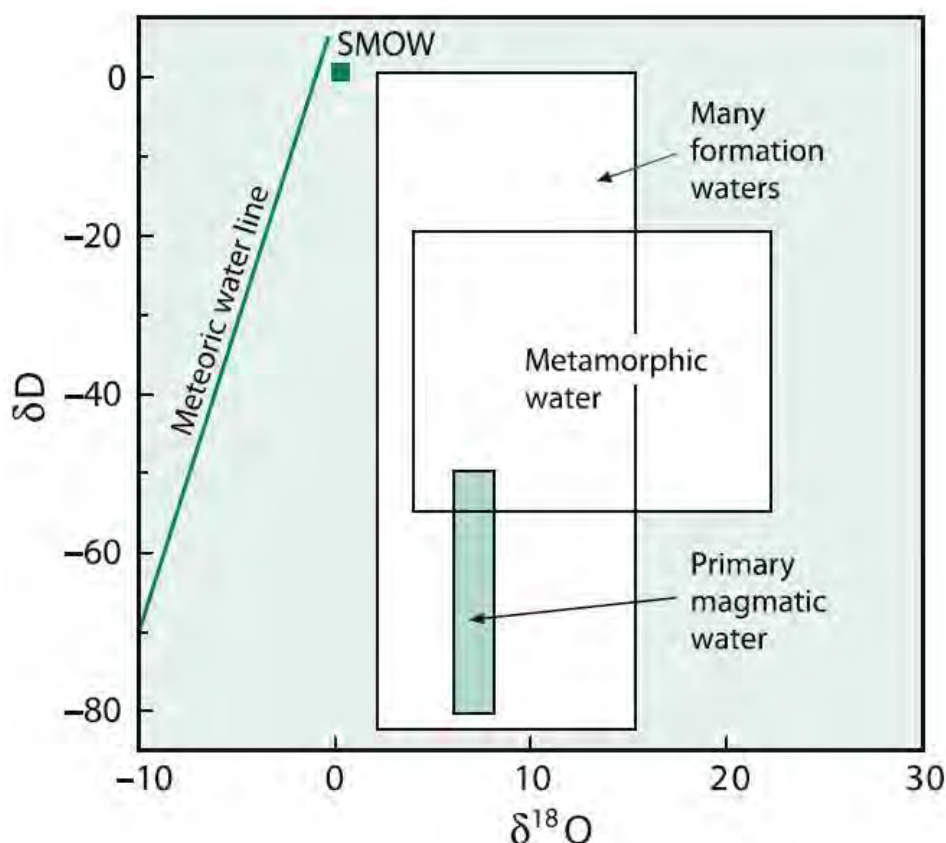 SMOW
Many
formation
waters
Meteoric water line
Metamorphic
water
Primary
magmatic
water
δD
0
−20
−40
−60
−80
−10
0
10
20
30
δ¹⁸O